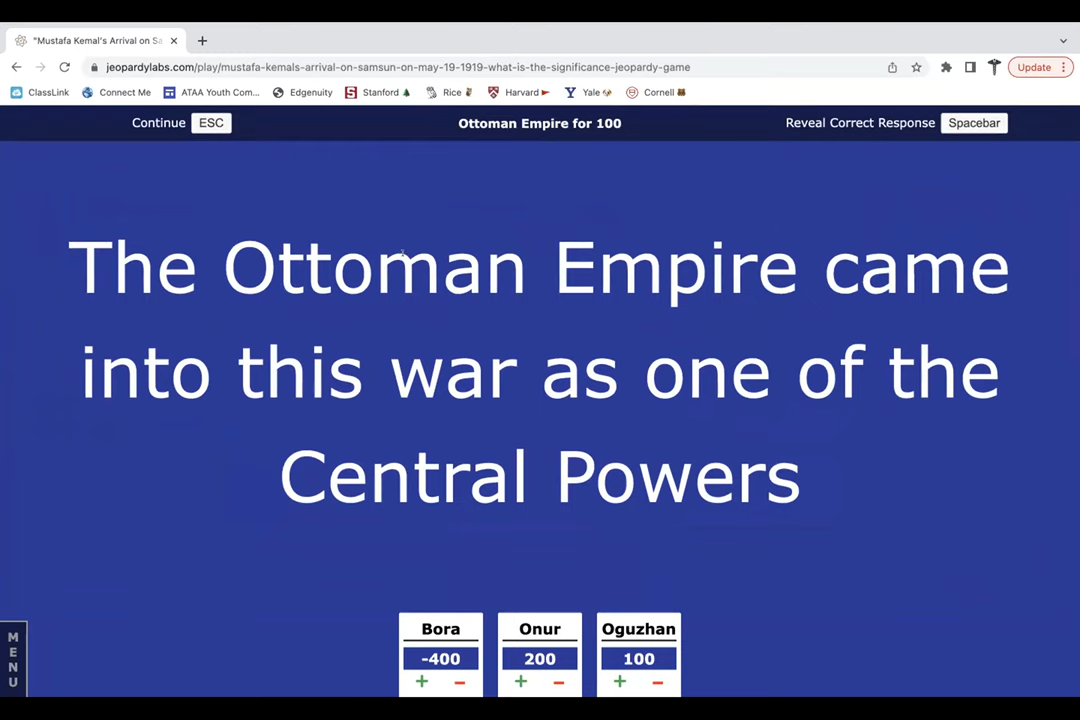 "Mustafa Kemal's Arrival on Sa
jeopardylabs.com/play/mustafa-kemals-arrival-on-samsun-on-may-19-1919-what-is-the-significance-jeopardy-game
Update
ClassLink Connect Me ATAA Youth Com... Edgenuity Stanford Rice Harvard Yale Cornell
Continue ESC Ottoman Empire for 100 Reveal Correct Response Spacebar
The Ottoman Empire came
into this war as one of the
Central Powers
MENU
Bora Onur Oguzhan
-400 200 100
+ − + − + −